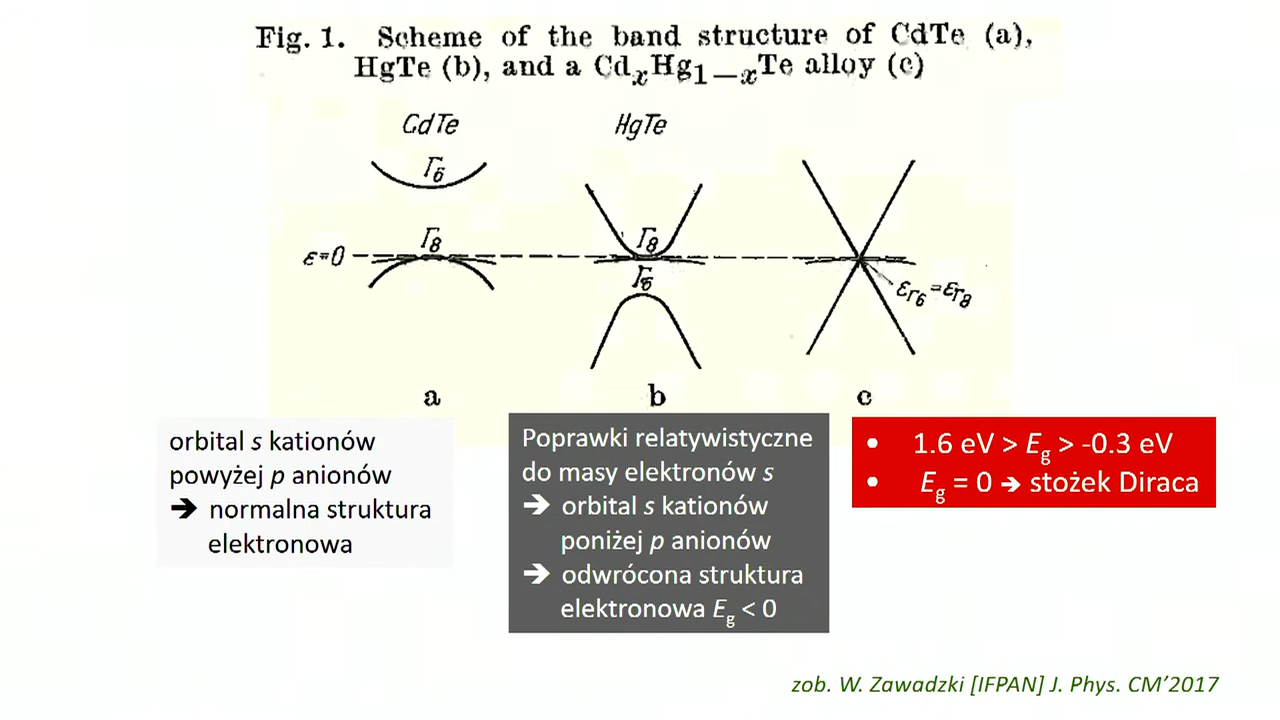 Fig. 1. Scheme of the band structure of CdTe (a),
HgTe (b), and a CdxHg1—xTe alloy (c)
CdTe
HgTe
Γ6
Γ8
Γ8
ε=0
Γ6
εΓ6=εΓ8
a
b
c
orbital s kationów
powyżej p anionów
➔ normalna struktura
elektronowa
Poprawki relatywistyczne
do masy elektronów s
➔ orbital s kationów
poniżej p anionów
➔ odwrócona struktura
elektronowa Eg < 0
• 1.6 eV > Eg > -0.3 eV
• Eg = 0 ➔ stożek Diraca
zob. W. Zawadzki [IFPAN] J. Phys. CM’2017